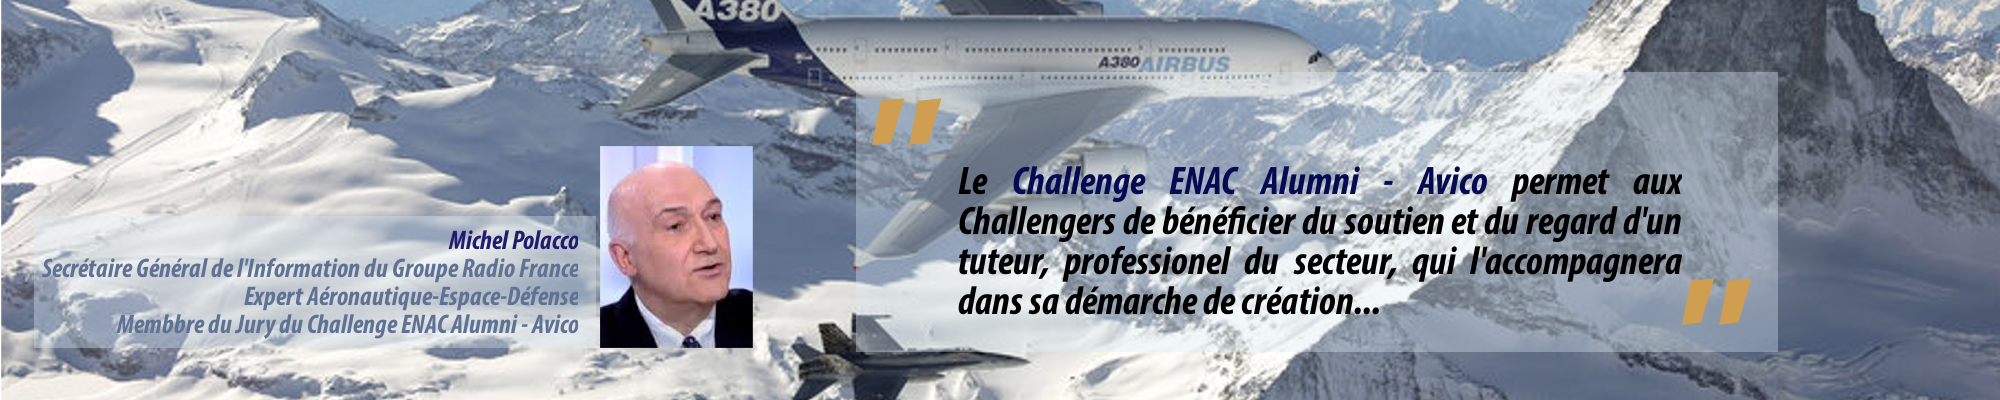 A380
A380 AIRBUS
"
Le Challenge ENAC Alumni - Avico permet aux
Challengers de bénéficier du soutien et du regard d'un
tuteur, professionel du secteur, qui l'accompagnera
dans sa démarche de création...
"
Michel Polacco
Secrétaire Général de l'Information du Groupe Radio France
Expert Aéronautique-Espace-Défense
Membbre du Jury du Challenge ENAC Alumni - Avico